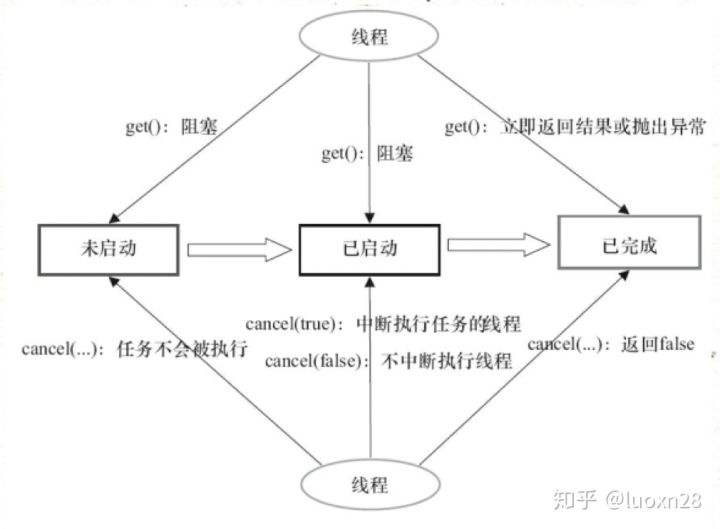 线程
get()：阻塞
get()：阻塞
get()：立即返回结果或抛出异常
未启动
已启动
已完成
cancel(true)：中断执行任务的线程
cancel(...)：任务不会被执行
cancel(false)：不中断执行线程
cancel(...)：返回false
线程
知乎 @luoxn28